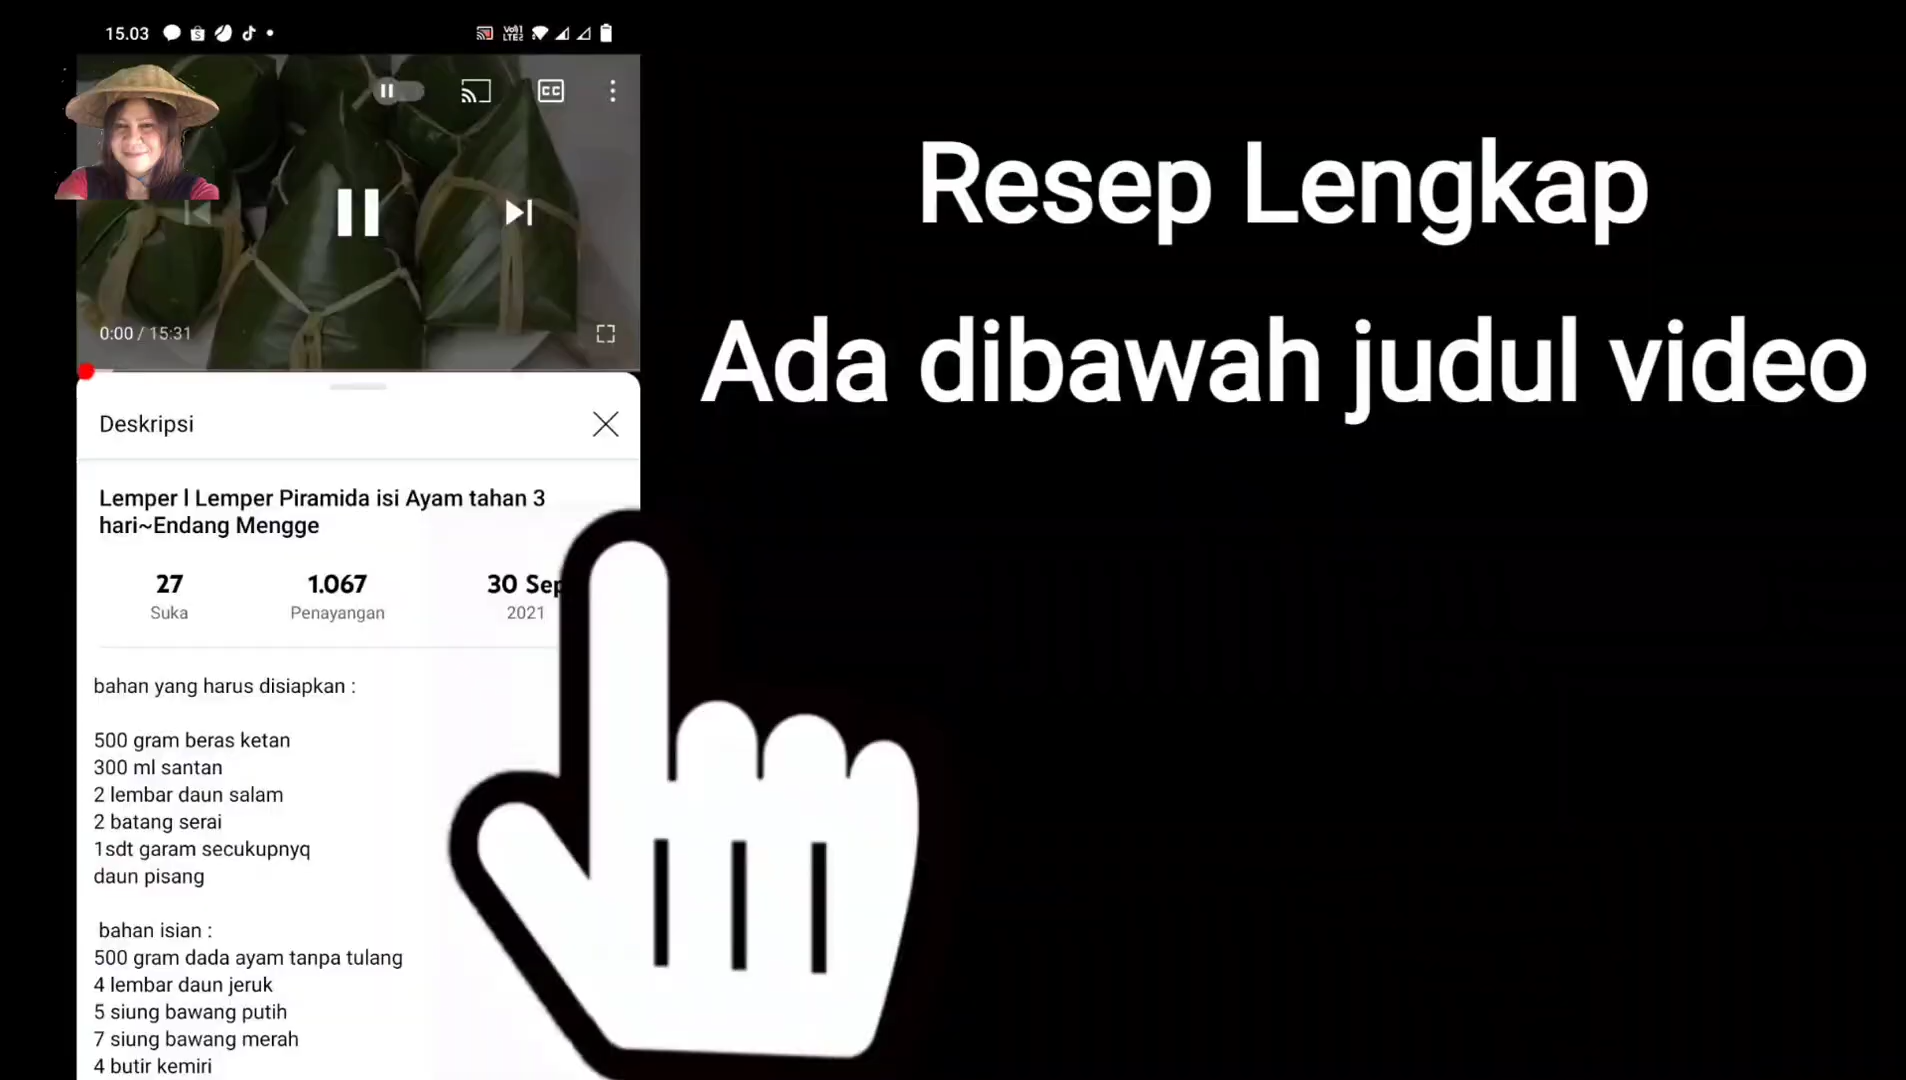 15.03
Vo))1
LTE2
CC
0:00 / 15:31
Resep Lengkap
Ada dibawah judul video
Deskripsi
Lemper l Lemper Piramida isi Ayam tahan 3
hari~Endang Mengge
27 1.067 30 Sep
Suka Penayangan 2021
bahan yang harus disiapkan :
500 gram beras ketan
300 ml santan
2 lembar daun salam
2 batang serai
1sdt garam secukupnyq
daun pisang
bahan isian :
500 gram dada ayam tanpa tulang
4 lembar daun jeruk
5 siung bawang putih
7 siung bawang merah
4 butir kemiri